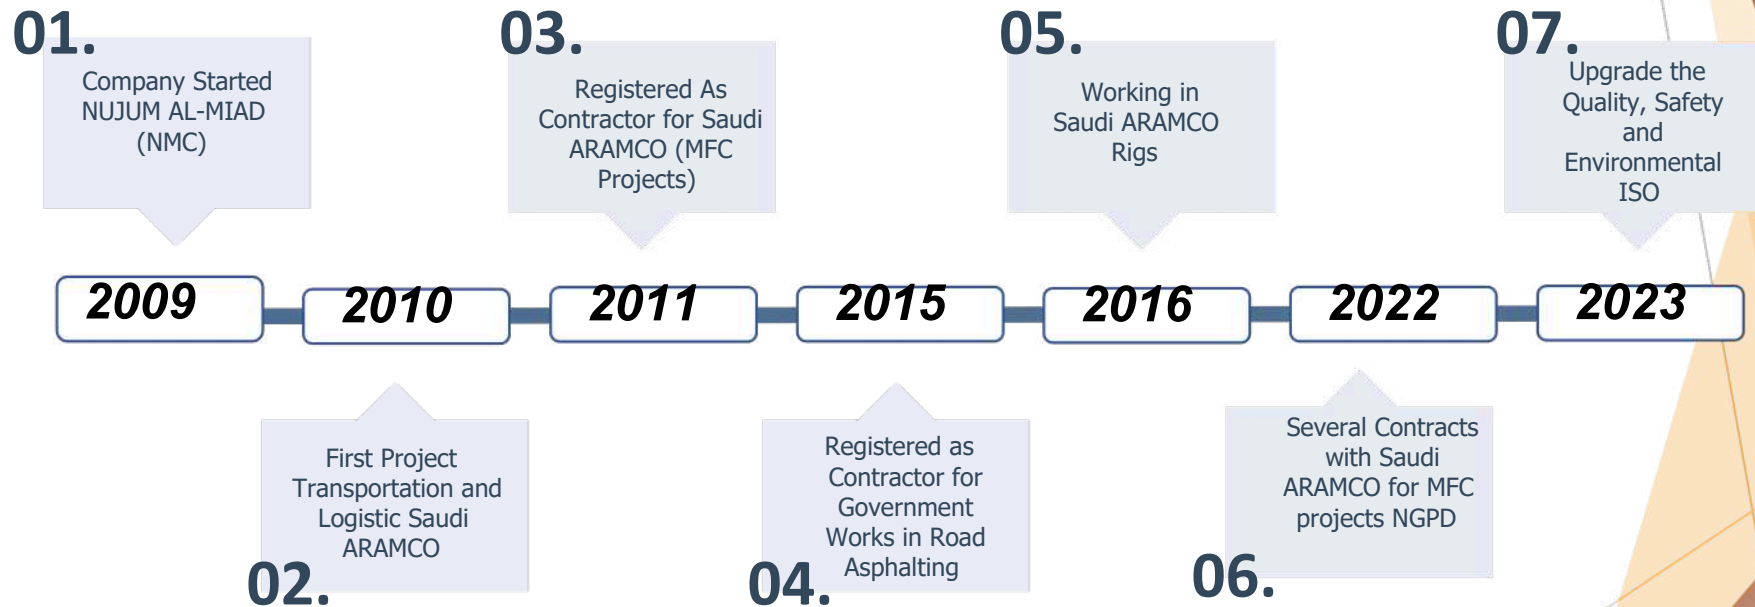 01.
Company Started
NUJUM AL-MIAD
(NMC)
03.
Registered As
Contractor for Saudi
ARAMCO (MFC
Projects)
05.
Working in
Saudi ARAMCO
Rigs
07.
Upgrade the
Quality, Safety
and
Environmental
ISO
2009
2010
2011
2015
2016
2022
2023
First Project
Transportation and
Logistic Saudi
ARAMCO
02.
Registered as
Contractor for
Government
Works in Road
Asphalting
04.
Several Contracts
with Saudi
ARAMCO for MFC
projects NGPD
06.